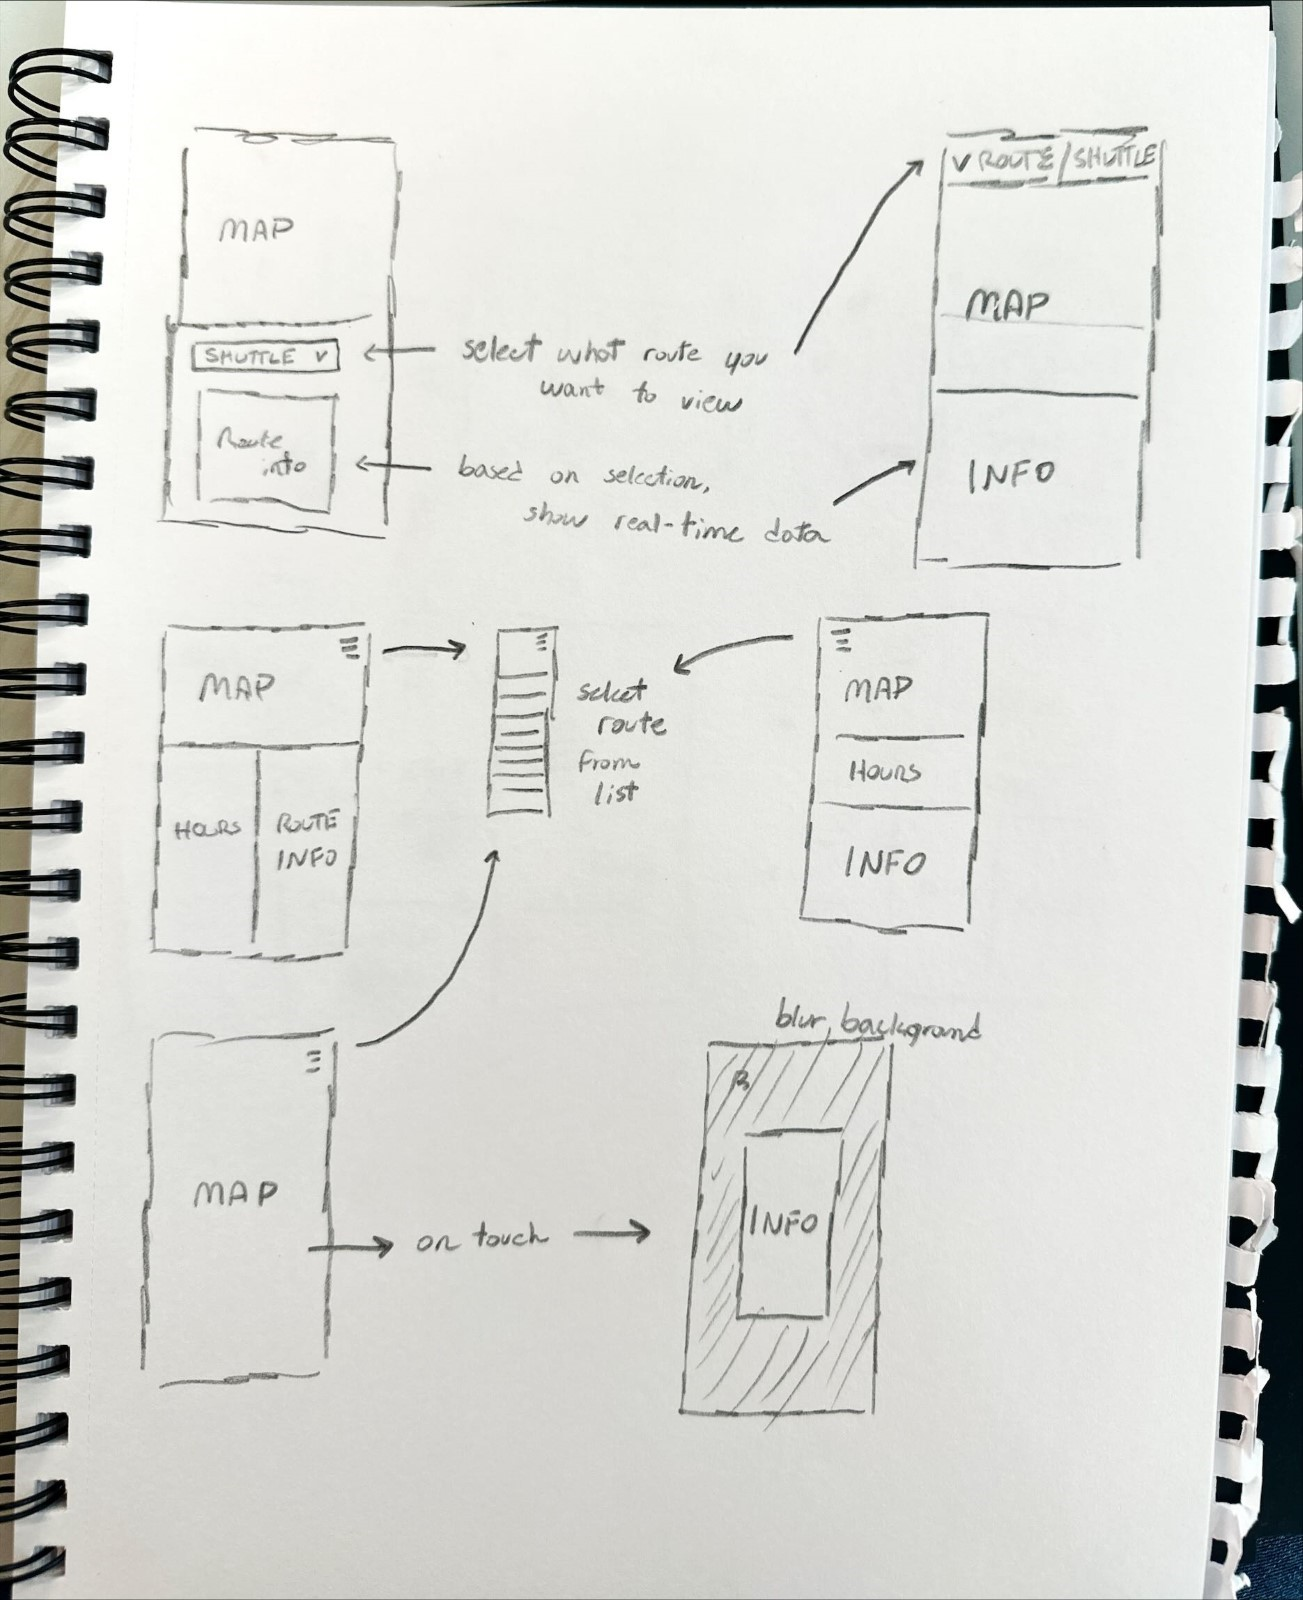 MAP
SHUTTLE V
Route
info
select what route you
want to view
based on selection,
show real-time data
V ROUTE / SHUTTLE
MAP
INFO
MAP
HOURS
ROUTE
INFO
select
route
from
list
MAP
HOURS
INFO
MAP
on touch
blur background
INFO